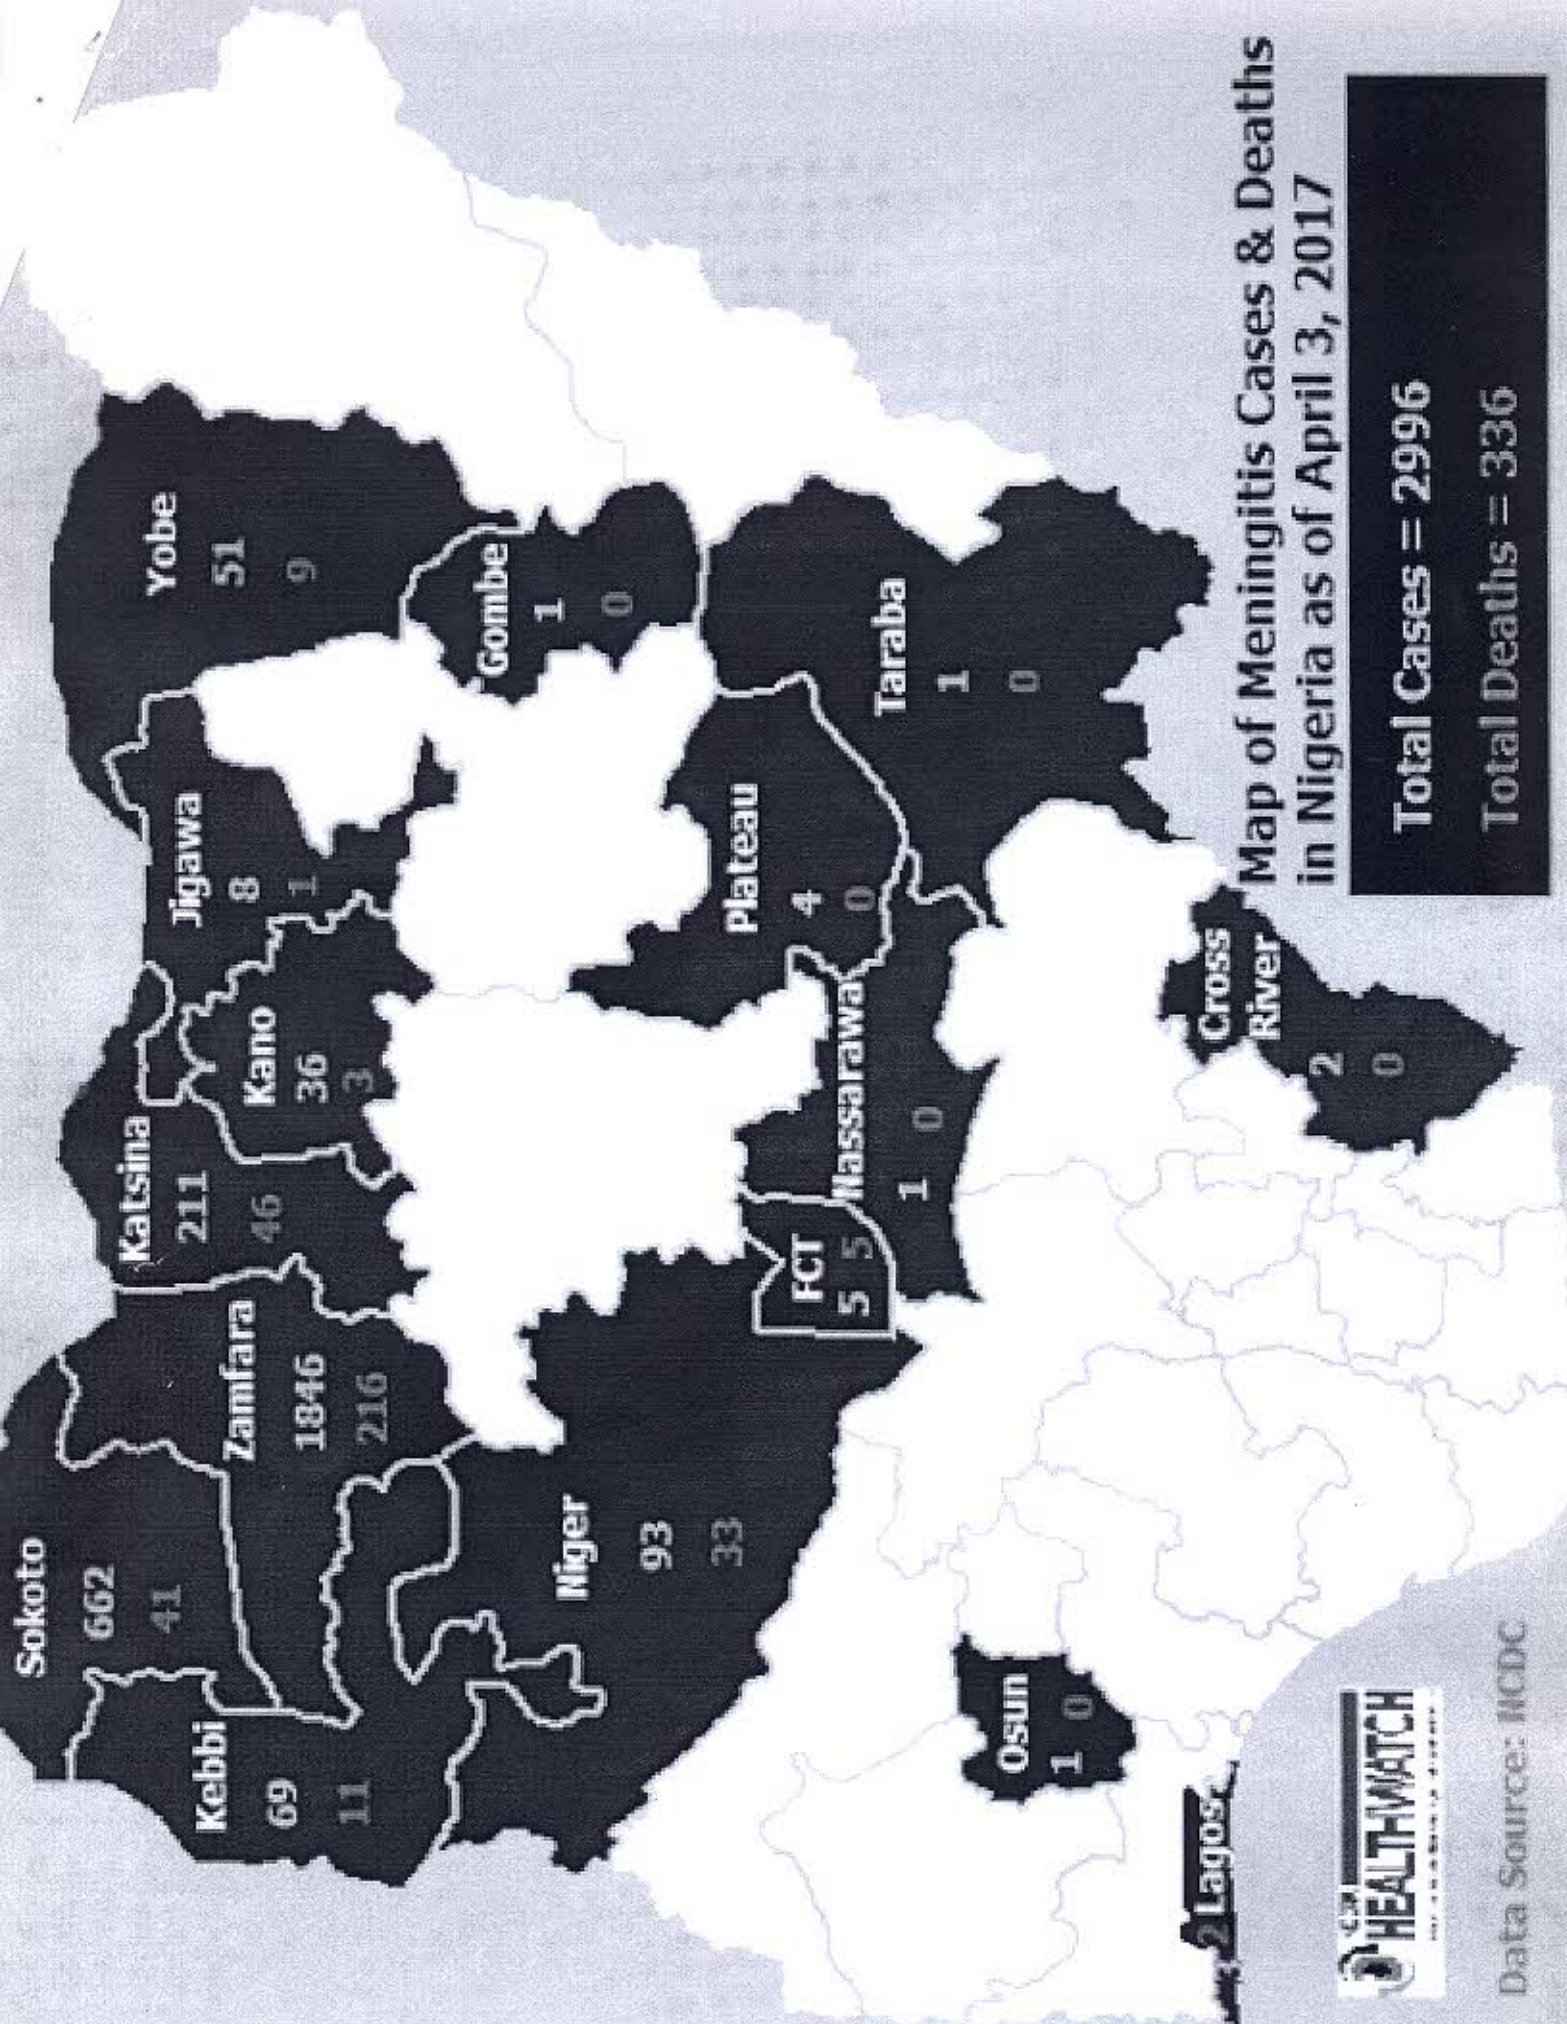 Sokoto
662
41
Kebbi
69
11
Zamfara
1846
216
Katsina
211
46
Kano
36
3
Jigawa
8
1
Yobe
51
9
Gombe
1
0
Niger
93
33
FCT
5 5
Plateau
4
0
Nassarawa
1 0
Taraba
1
0
Osun
1 0
3 2 Lagos
Cross
River
2
0
Map of Meningitis Cases & Deaths
in Nigeria as of April 3, 2017
Total Cases = 2996
Total Deaths = 336
HEALTHWATCH
Data Source: NCDC